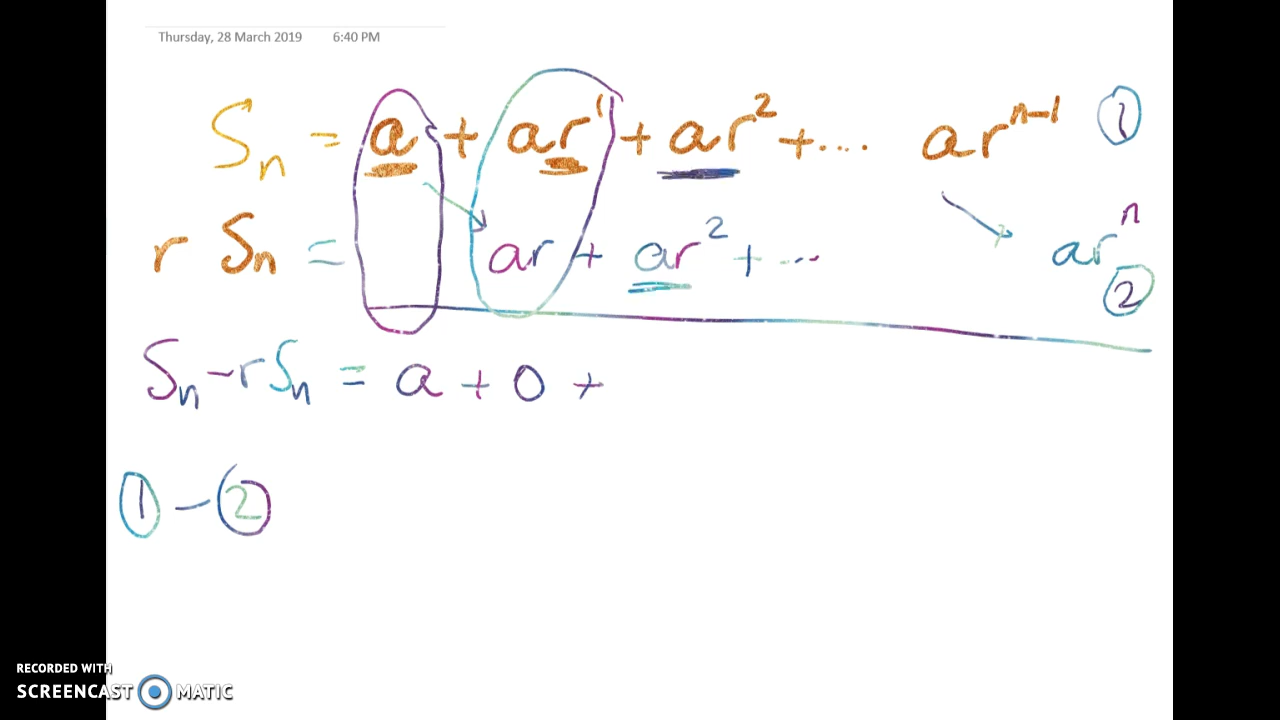 Thursday, 28 March 2019 6:40 PM
Sₙ = a + ar¹ + ar² + .... arⁿ⁻¹ ①
r Sₙ = ar + ar² + ... arⁿ ②
Sₙ - r Sₙ = a + 0 +
① - ②
RECORDED WITH
SCREENCAST MATIC